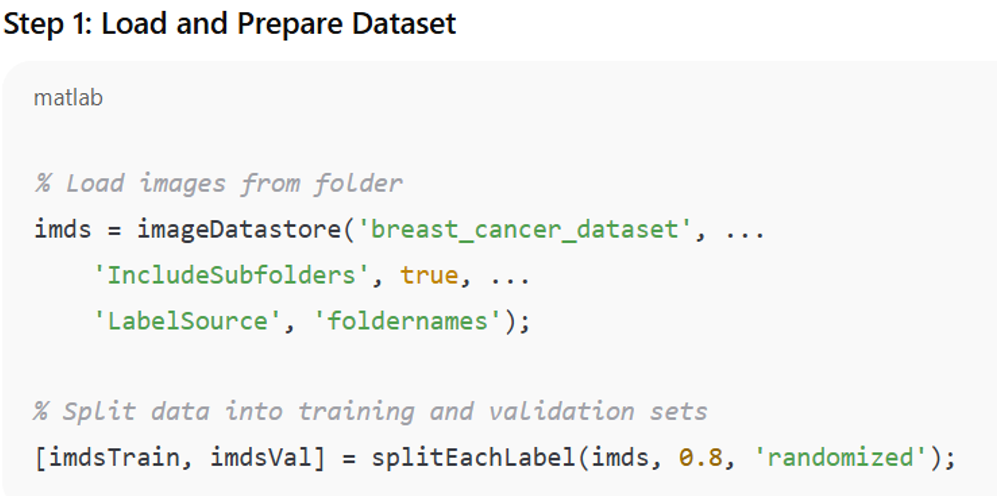 Step 1: Load and Prepare Dataset
matlab
% Load images from folder
imds = imageDatastore('breast_cancer_dataset', ...
'IncludeSubfolders', true, ...
'LabelSource', 'foldernames');
% Split data into training and validation sets
[imdsTrain, imdsVal] = splitEachLabel(imds, 0.8, 'randomized');